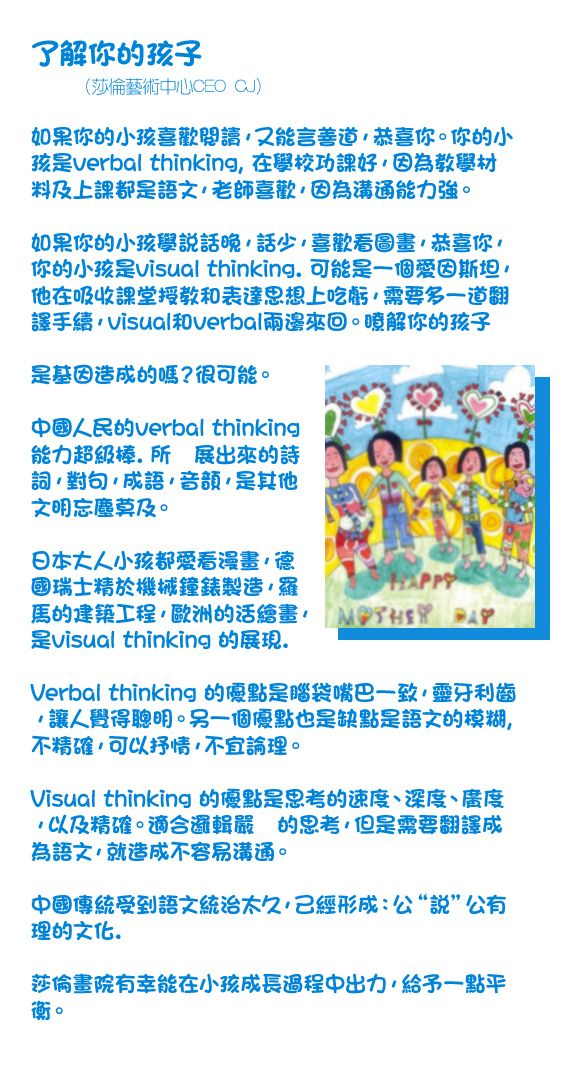 了解你的孩子
（莎倫藝術中心CEO CJ）
如果你的小孩喜歡閱讀，又能言善道，恭喜你。你的小
孩是verbal thinking, 在學校功課好，因為教學材
料及上課都是語文，老師喜歡，因為溝通能力強。
如果你的小孩學説話晚，話少，喜歡看圖畫，恭喜你，
你的小孩是visual thinking. 可能是一個愛因斯坦，
他在吸收課堂授教和表達思想上吃虧，需要多一道翻
譯手續，visual和verbal兩邊來回。暸解你的孩子
是基因造成的嗎？很可能。
中國人民的verbal thinking
能力超級棒. 所　展出來的詩
詞，對句，成語，音韻，是其他
文明忘塵莫及。
日本大人小孩都愛看漫畫，德
國瑞士精於機械鐘錶製造，羅
馬的建築工程，歐洲的活繪畫，
是visual thinking 的展現.
Verbal thinking 的優點是腦袋嘴巴一致，靈牙利齒
，讓人覺得聰明。另一個優點也是缺點是語文的模糊,
不精確，可以抒情，不宜論理。
Visual thinking 的優點是思考的速度、深度、廣度
，以及精確。適合邏輯嚴　的思考，但是需要翻譯成
為語文，就造成不容易溝通。
中國傳統受到語文統治太久，已經形成：公“説”公有
理的文化.
莎倫畫院有幸能在小孩成長過程中出力，給予一點平
衡。
HAPPY
MOTHER DAY